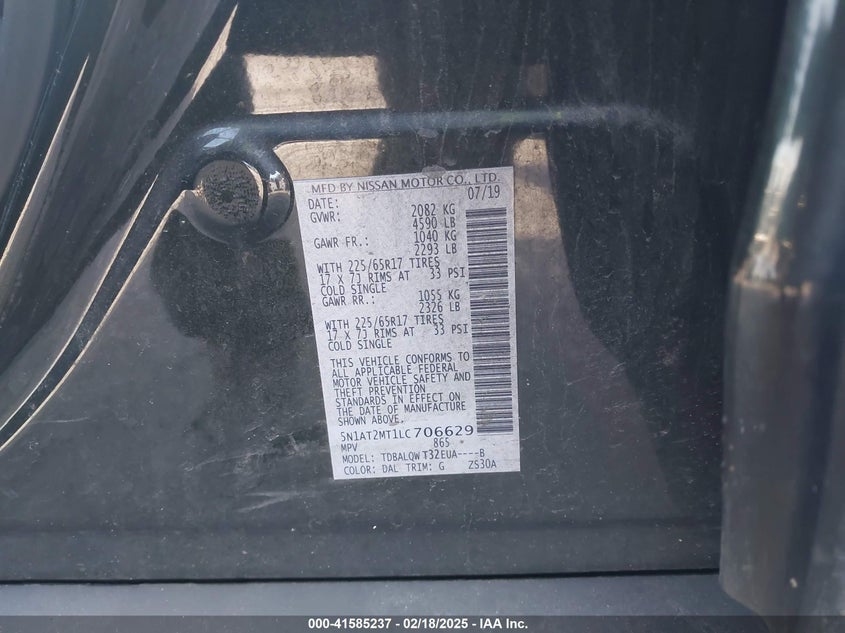 MFD BY NISSAN MOTOR CO., LTD.
DATE: 07/19
GVWR: 2082 KG
4590 LB
GAWR FR.: 1040 KG
2293 LB
WITH 225/65R17 TIRES
17 X 7J RIMS AT 33 PSI
COLD SINGLE
GAWR RR.: 1055 KG
2326 LB
WITH 225/65R17 TIRES
17 X 7J RIMS AT 33 PSI
COLD SINGLE
THIS VEHICLE CONFORMS TO
ALL APPLICABLE FEDERAL
MOTOR VEHICLE SAFETY AND
THEFT PREVENTION
STANDARDS IN EFFECT ON
THE DATE OF MANUFACTURE
SHOWN ABOVE.
5N1AT2MT1LC706629
MPV 865
MODEL: TDBALQWT32EUA----B
COLOR: DAL TRIM: G ZS30A
000-41585237 - 02/18/2025 - IAA Inc.